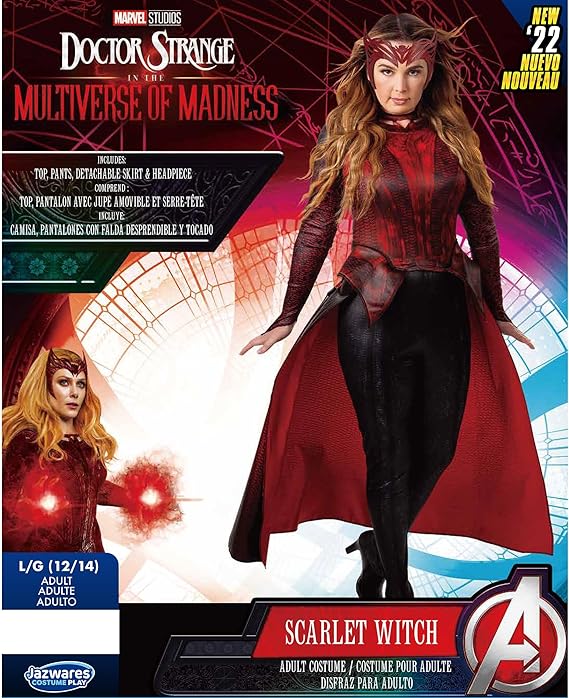 MARVEL STUDIOS
DOCTOR STRANGE
IN THE
MULTIVERSE OF MADNESS
NEW
'22
NUEVO
NOUVEAU
INCLUDES:
TOP, PANTS, DETACHABLE SKIRT & HEADPIECE
COMPREND :
TOP, PANTALON AVEC JUPE AMOVIBLE ET SERRE-TÊTE
INCLUYE:
CAMISA, PANTALONES CON FALDA DESPRENDIBLE Y TOCADO
L/G (12/14)
ADULT
ADULTE
ADULTO
Jazwares
COSTUME PLAY
SCARLET WITCH
ADULT COSTUME / COSTUME POUR ADULTE
DISFRAZ PARA ADULTO